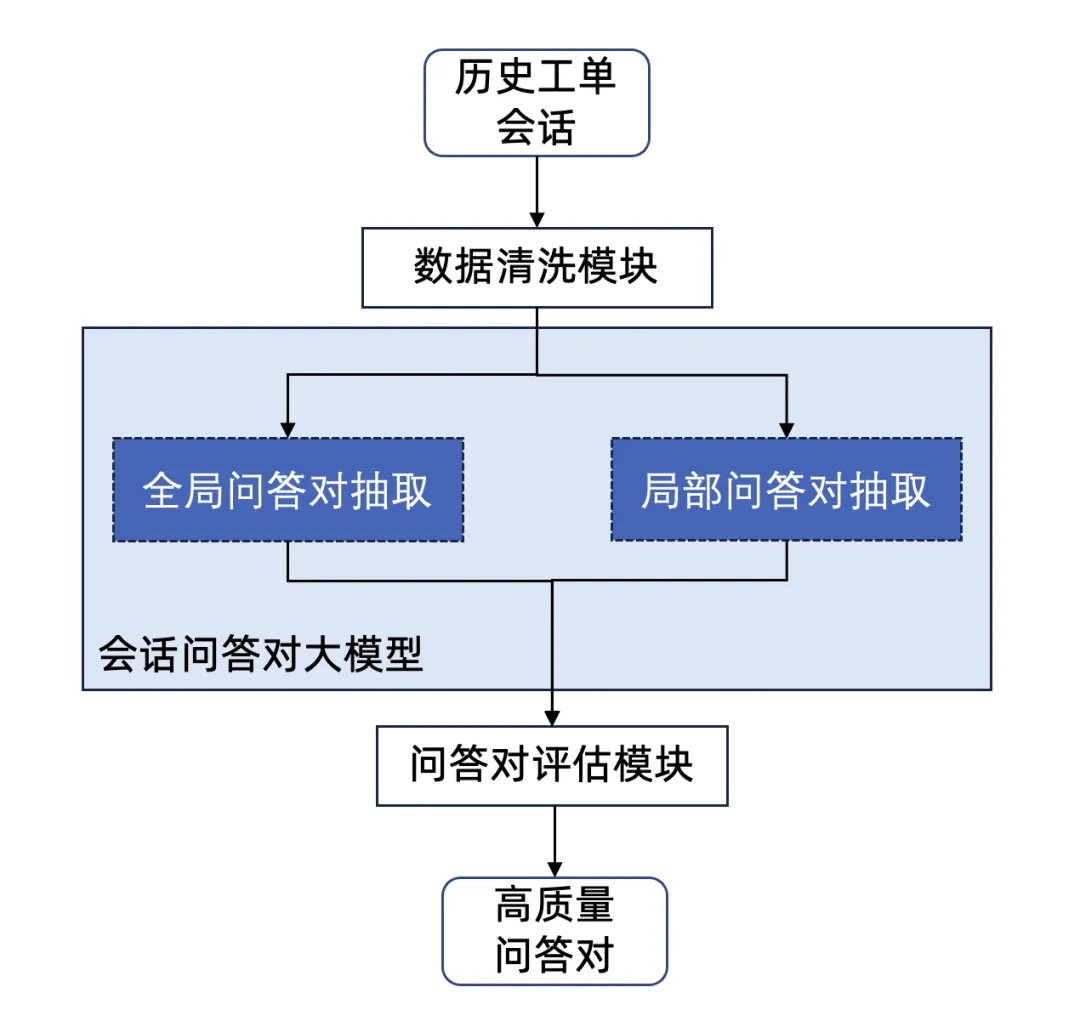 历史工单
会话
数据清洗模块
全局问答对抽取
局部问答对抽取
会话问答对大模型
问答对评估模块
高质量
问答对